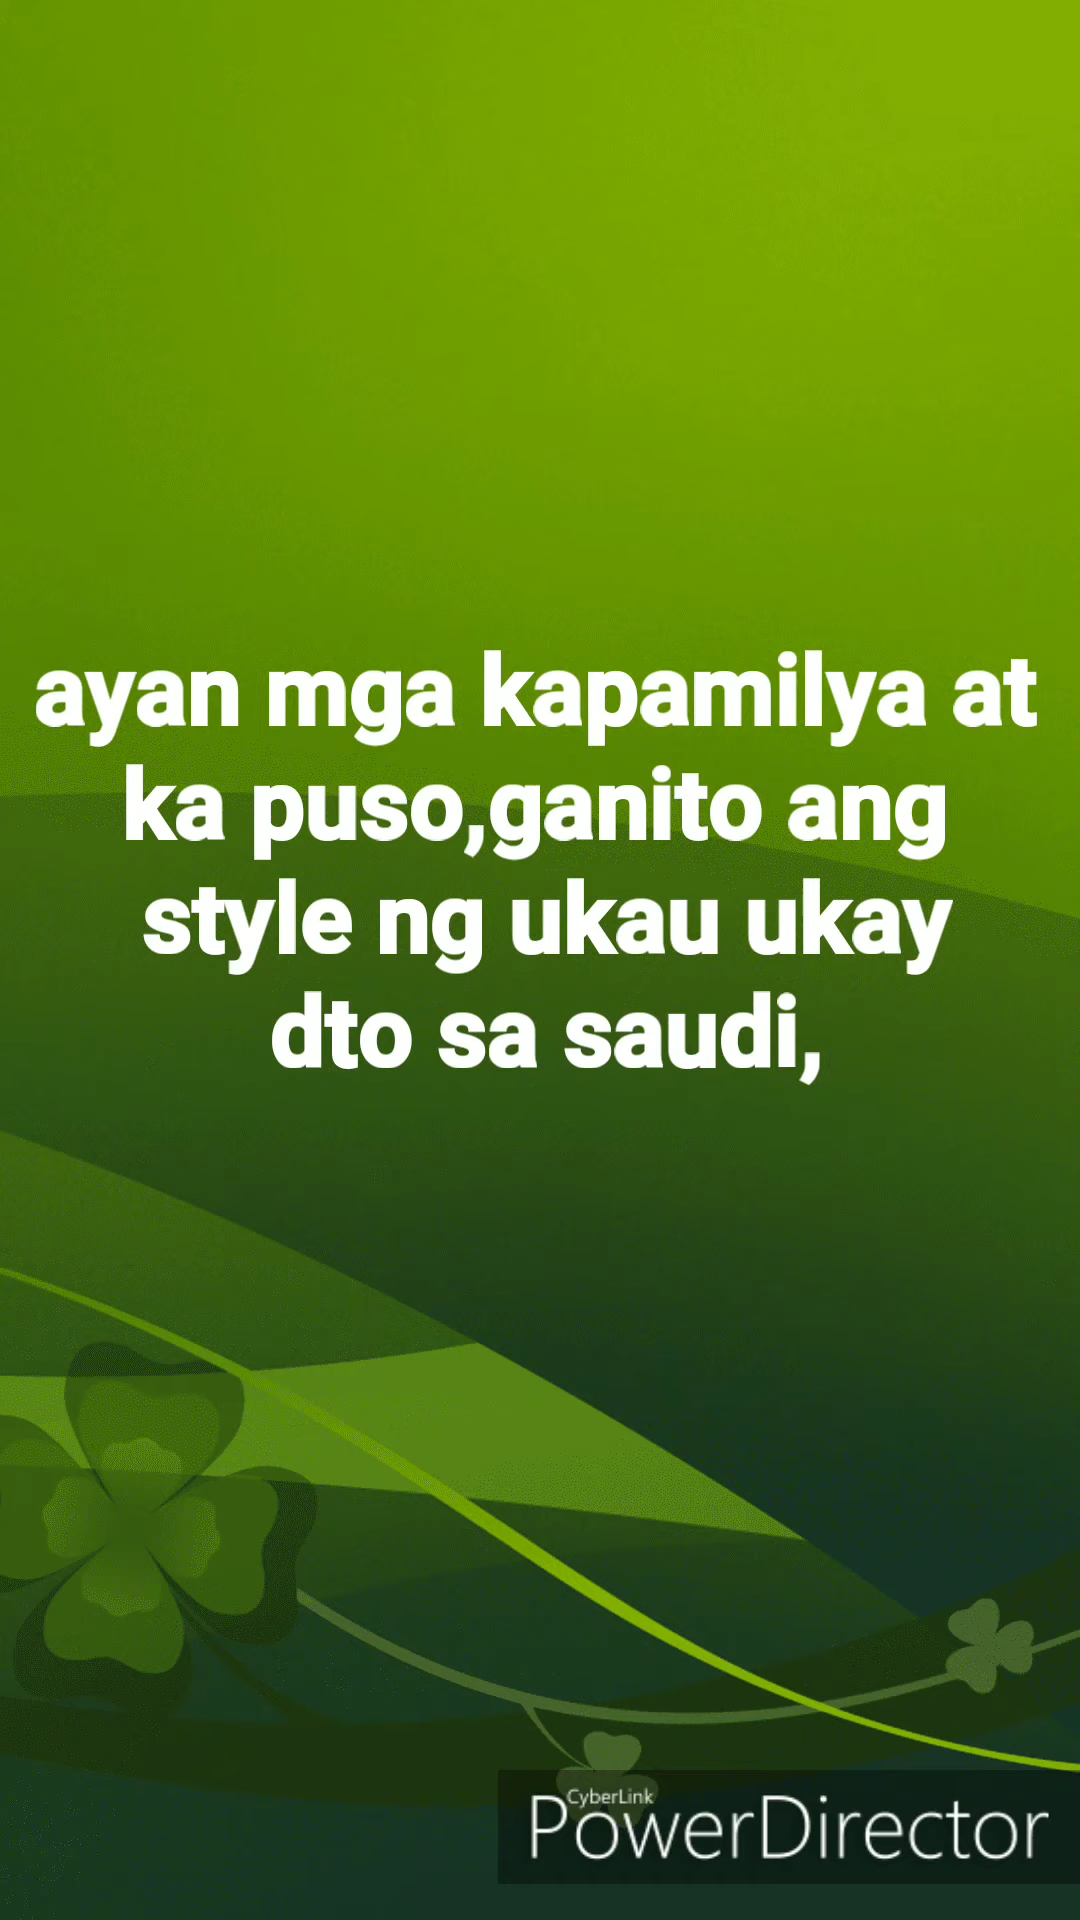 ayan mga kapamilya at
ka puso,ganito ang
style ng ukau ukay
dto sa saudi,
CyberLink
PowerDirector